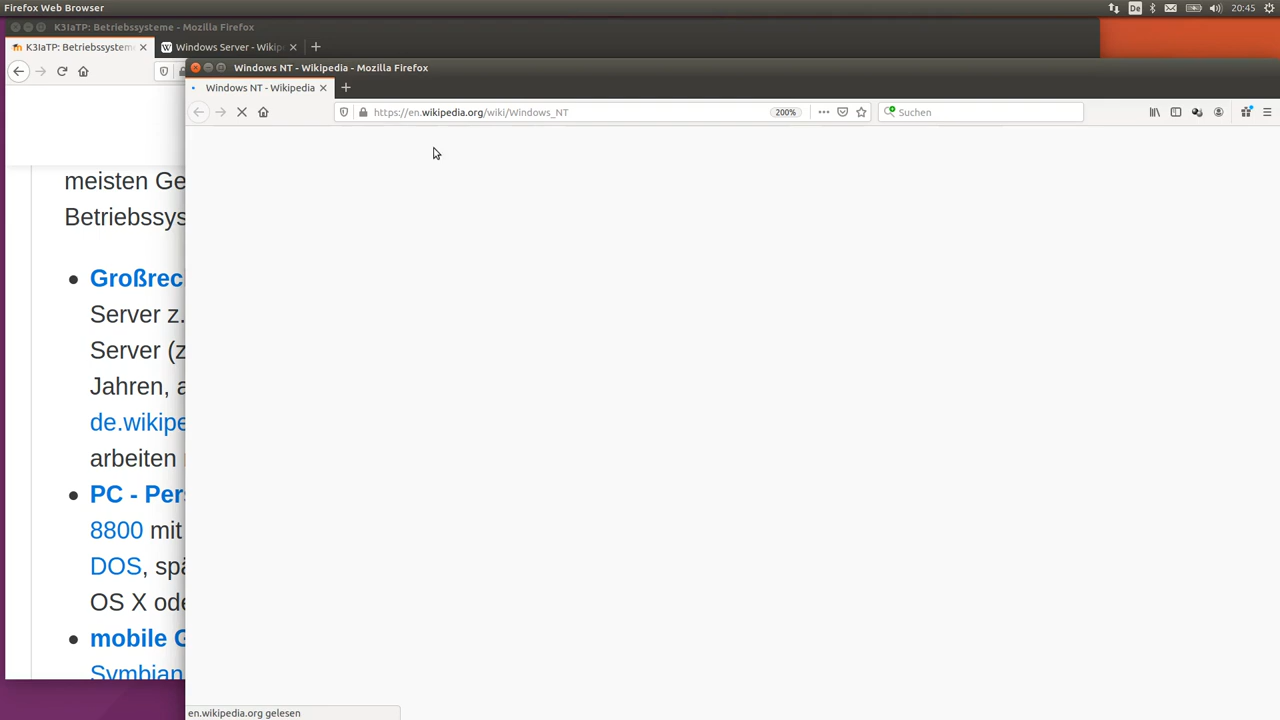 Firefox Web Browser
De
20:45
K3IaTP: Betriebssysteme - Mozilla Firefox
K3IaTP: Betriebssysteme
Windows Server - Wikip
Windows NT - Wikipedia - Mozilla Firefox
Windows NT - Wikipedia
https://en.wikipedia.org/wiki/Windows_NT
200%
Suchen
meisten Ge
Betriebssys
Großrec
Server z.
Server (z
Jahren, a
de.wikipe
arbeiten
PC - Pers
8800 mit
DOS, spä
OS X ode
mobile G
Symbian
en.wikipedia.org gelesen